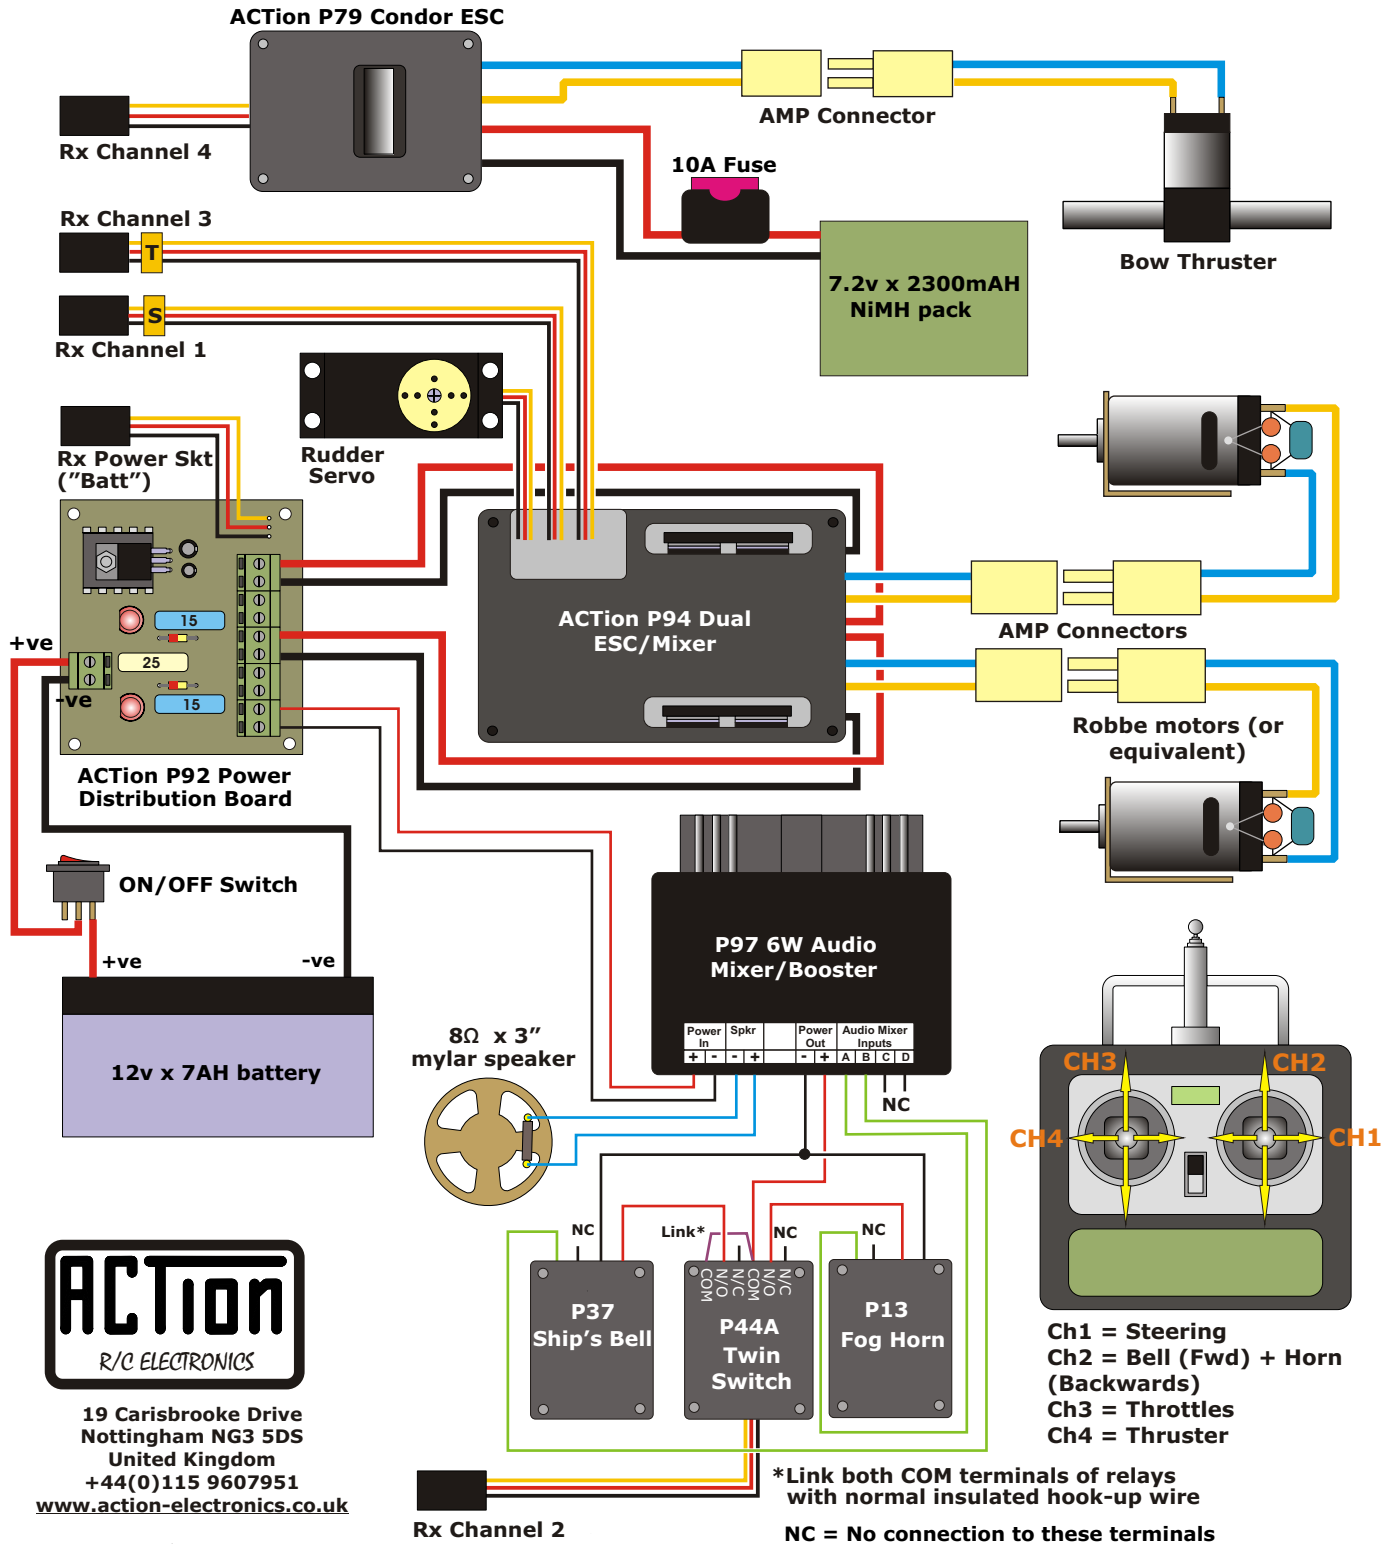 ACTion P79 Condor ESC
AMP Connector
Rx Channel 4
10A Fuse
Rx Channel 3
T
7.2v x 2300mAH
NiMH pack
Bow Thruster
S
Rx Channel 1
Rudder
Servo
Rx Power Skt
("Batt")
15
25
15
+ve
-ve
ACTion P94 Dual
ESC/Mixer
AMP Connectors
Robbe motors (or
equivalent)
ACTion P92 Power
Distribution Board
ON/OFF Switch
+ve
-ve
12v x 7AH battery
P97 6W Audio
Mixer/Booster
Power In
Spkr
Power Out
Audio Mixer Inputs
+ - - + - + A B C D
NC
8Ω x 3"
mylar speaker
CH3
CH2
CH4
CH1
NC
Link*
NC
NC
COM N/O N/C COM N/O N/C
P37
Ship's Bell
P44A
Twin
Switch
P13
Fog Horn
Ch1 = Steering
Ch2 = Bell (Fwd) + Horn
(Backwards)
Ch3 = Throttles
Ch4 = Thruster
ACTion
R/C ELECTRONICS
19 Carisbrooke Drive
Nottingham NG3 5DS
United Kingdom
+44(0)115 9607951
www.action-electronics.co.uk
Rx Channel 2
*Link both COM terminals of relays
with normal insulated hook-up wire
NC = No connection to these terminals